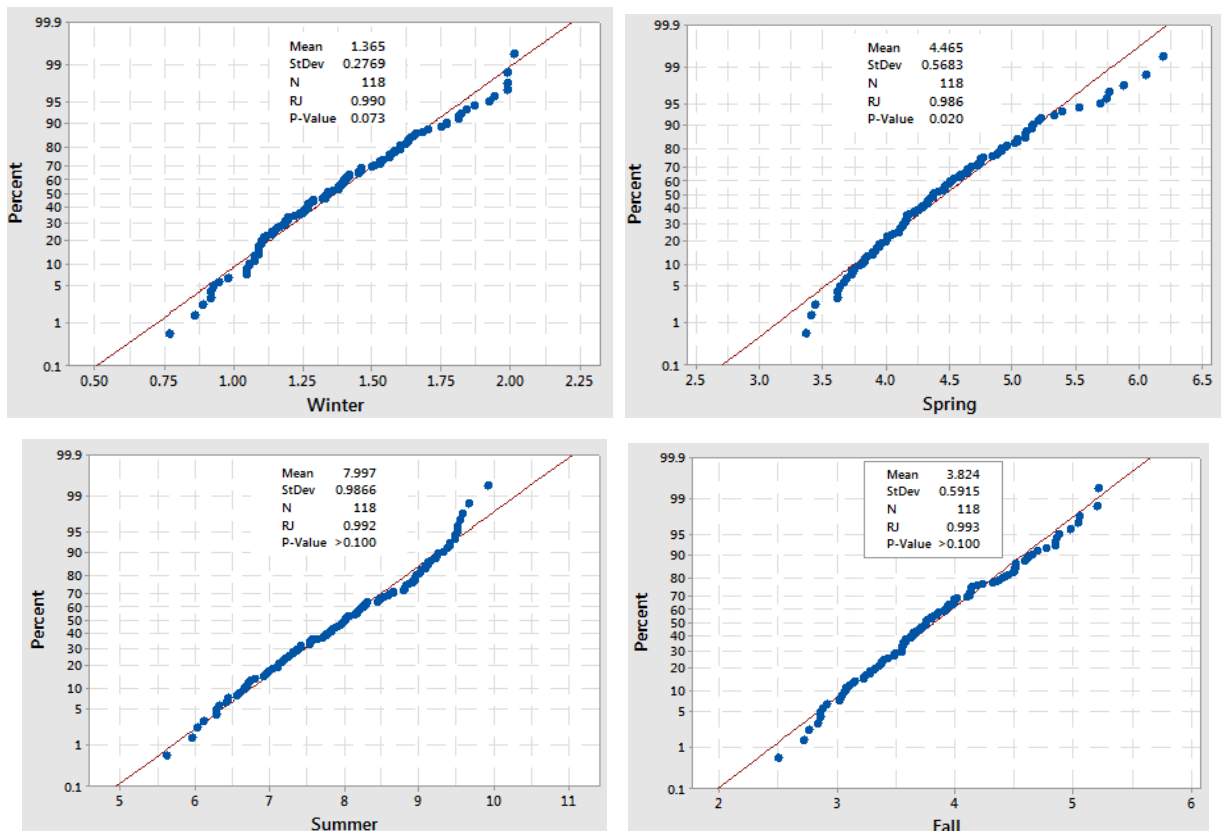 99.9
99
95
90
80
70
60
50
40
30
20
10
5
1
0.1
Percent
Mean 1.365
StDev 0.2769
N 118
RJ 0.990
P-Value 0.073
0.50 0.75 1.00 1.25 1.50 1.75 2.00 2.25
Winter
99.9
99
95
90
80
70
60
50
40
30
20
10
5
1
0.1
Percent
Mean 4.465
StDev 0.5683
N 118
RJ 0.986
P-Value 0.020
2.5 3.0 3.5 4.0 4.5 5.0 5.5 6.0 6.5
Spring
99.9
99
95
90
80
70
60
50
40
30
20
10
5
1
0.1
Percent
Mean 7.997
StDev 0.9866
N 118
RJ 0.992
P-Value >0.100
5 6 7 8 9 10 11
Summer
99.9
99
95
90
80
70
60
50
40
30
20
10
5
1
0.1
Percent
Mean 3.824
StDev 0.5915
N 118
RJ 0.993
P-Value >0.100
2 3 4 5 6
Fall